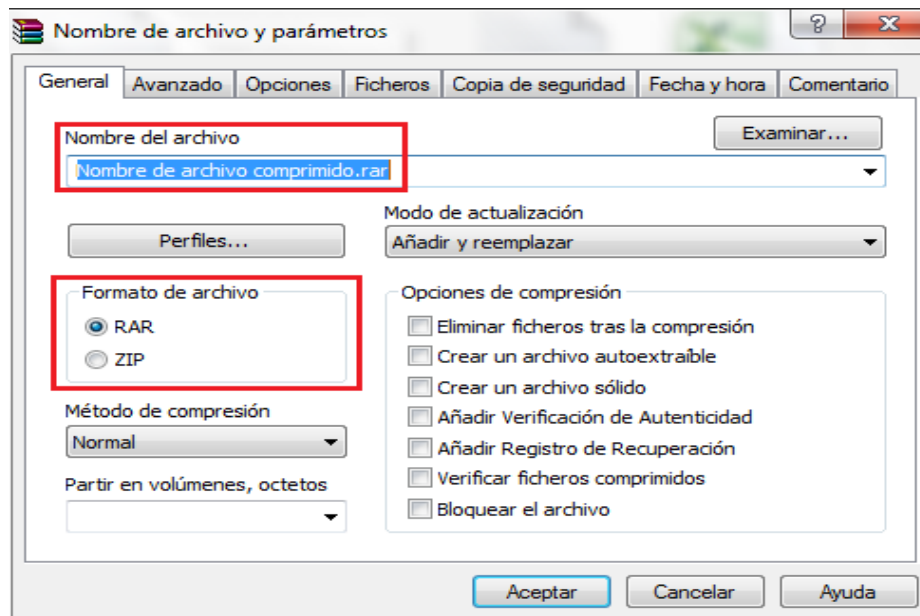 Nombre de archivo y parámetros
General Avanzado Opciones Ficheros Copia de seguridad Fecha y hora Comentario
Nombre del archivo
Examinar...
Nombre de archivo comprimido.rar
Perfiles...
Modo de actualización
Añadir y reemplazar
Formato de archivo
RAR
ZIP
Método de compresión
Normal
Partir en volúmenes, octetos
Opciones de compresión
Eliminar ficheros tras la compresión
Crear un archivo autoextraíble
Crear un archivo sólido
Añadir Verificación de Autenticidad
Añadir Registro de Recuperación
Verificar ficheros comprimidos
Bloquear el archivo
Aceptar Cancelar Ayuda